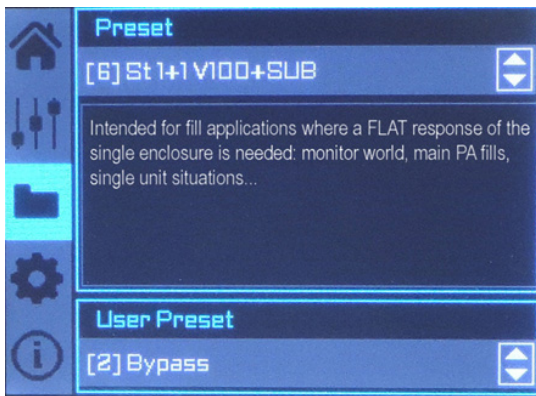 Preset
[6] St 1+1 V100+SUB
Intended for fill applications where a FLAT response of the
single enclosure is needed: monitor world, main PA fills,
single unit situations...
User Preset
[2] Bypass